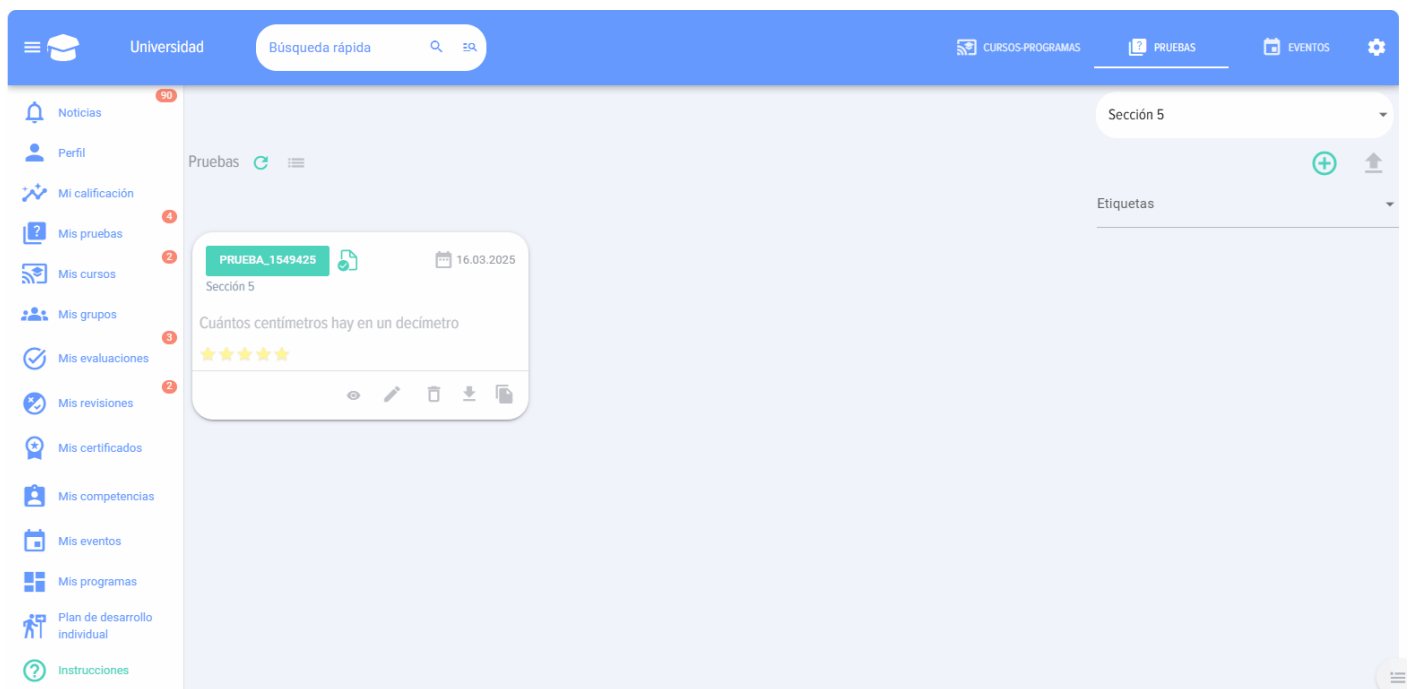 Universidad
Búsqueda rápida
CURSOS-PROGRAMAS
PRUEBAS
EVENTOS
90
Noticias
Perfil
Mi calificación
4
Mis pruebas
2
Mis cursos
Mis grupos
3
Mis evaluaciones
2
Mis revisiones
Mis certificados
Mis competencias
Mis eventos
Mis programas
Plan de desarrollo
individual
Instrucciones
Sección 5
Pruebas
Etiquetas
PRUEBA_1549425
16.03.2025
Sección 5
Cuántos centímetros hay en un decímetro